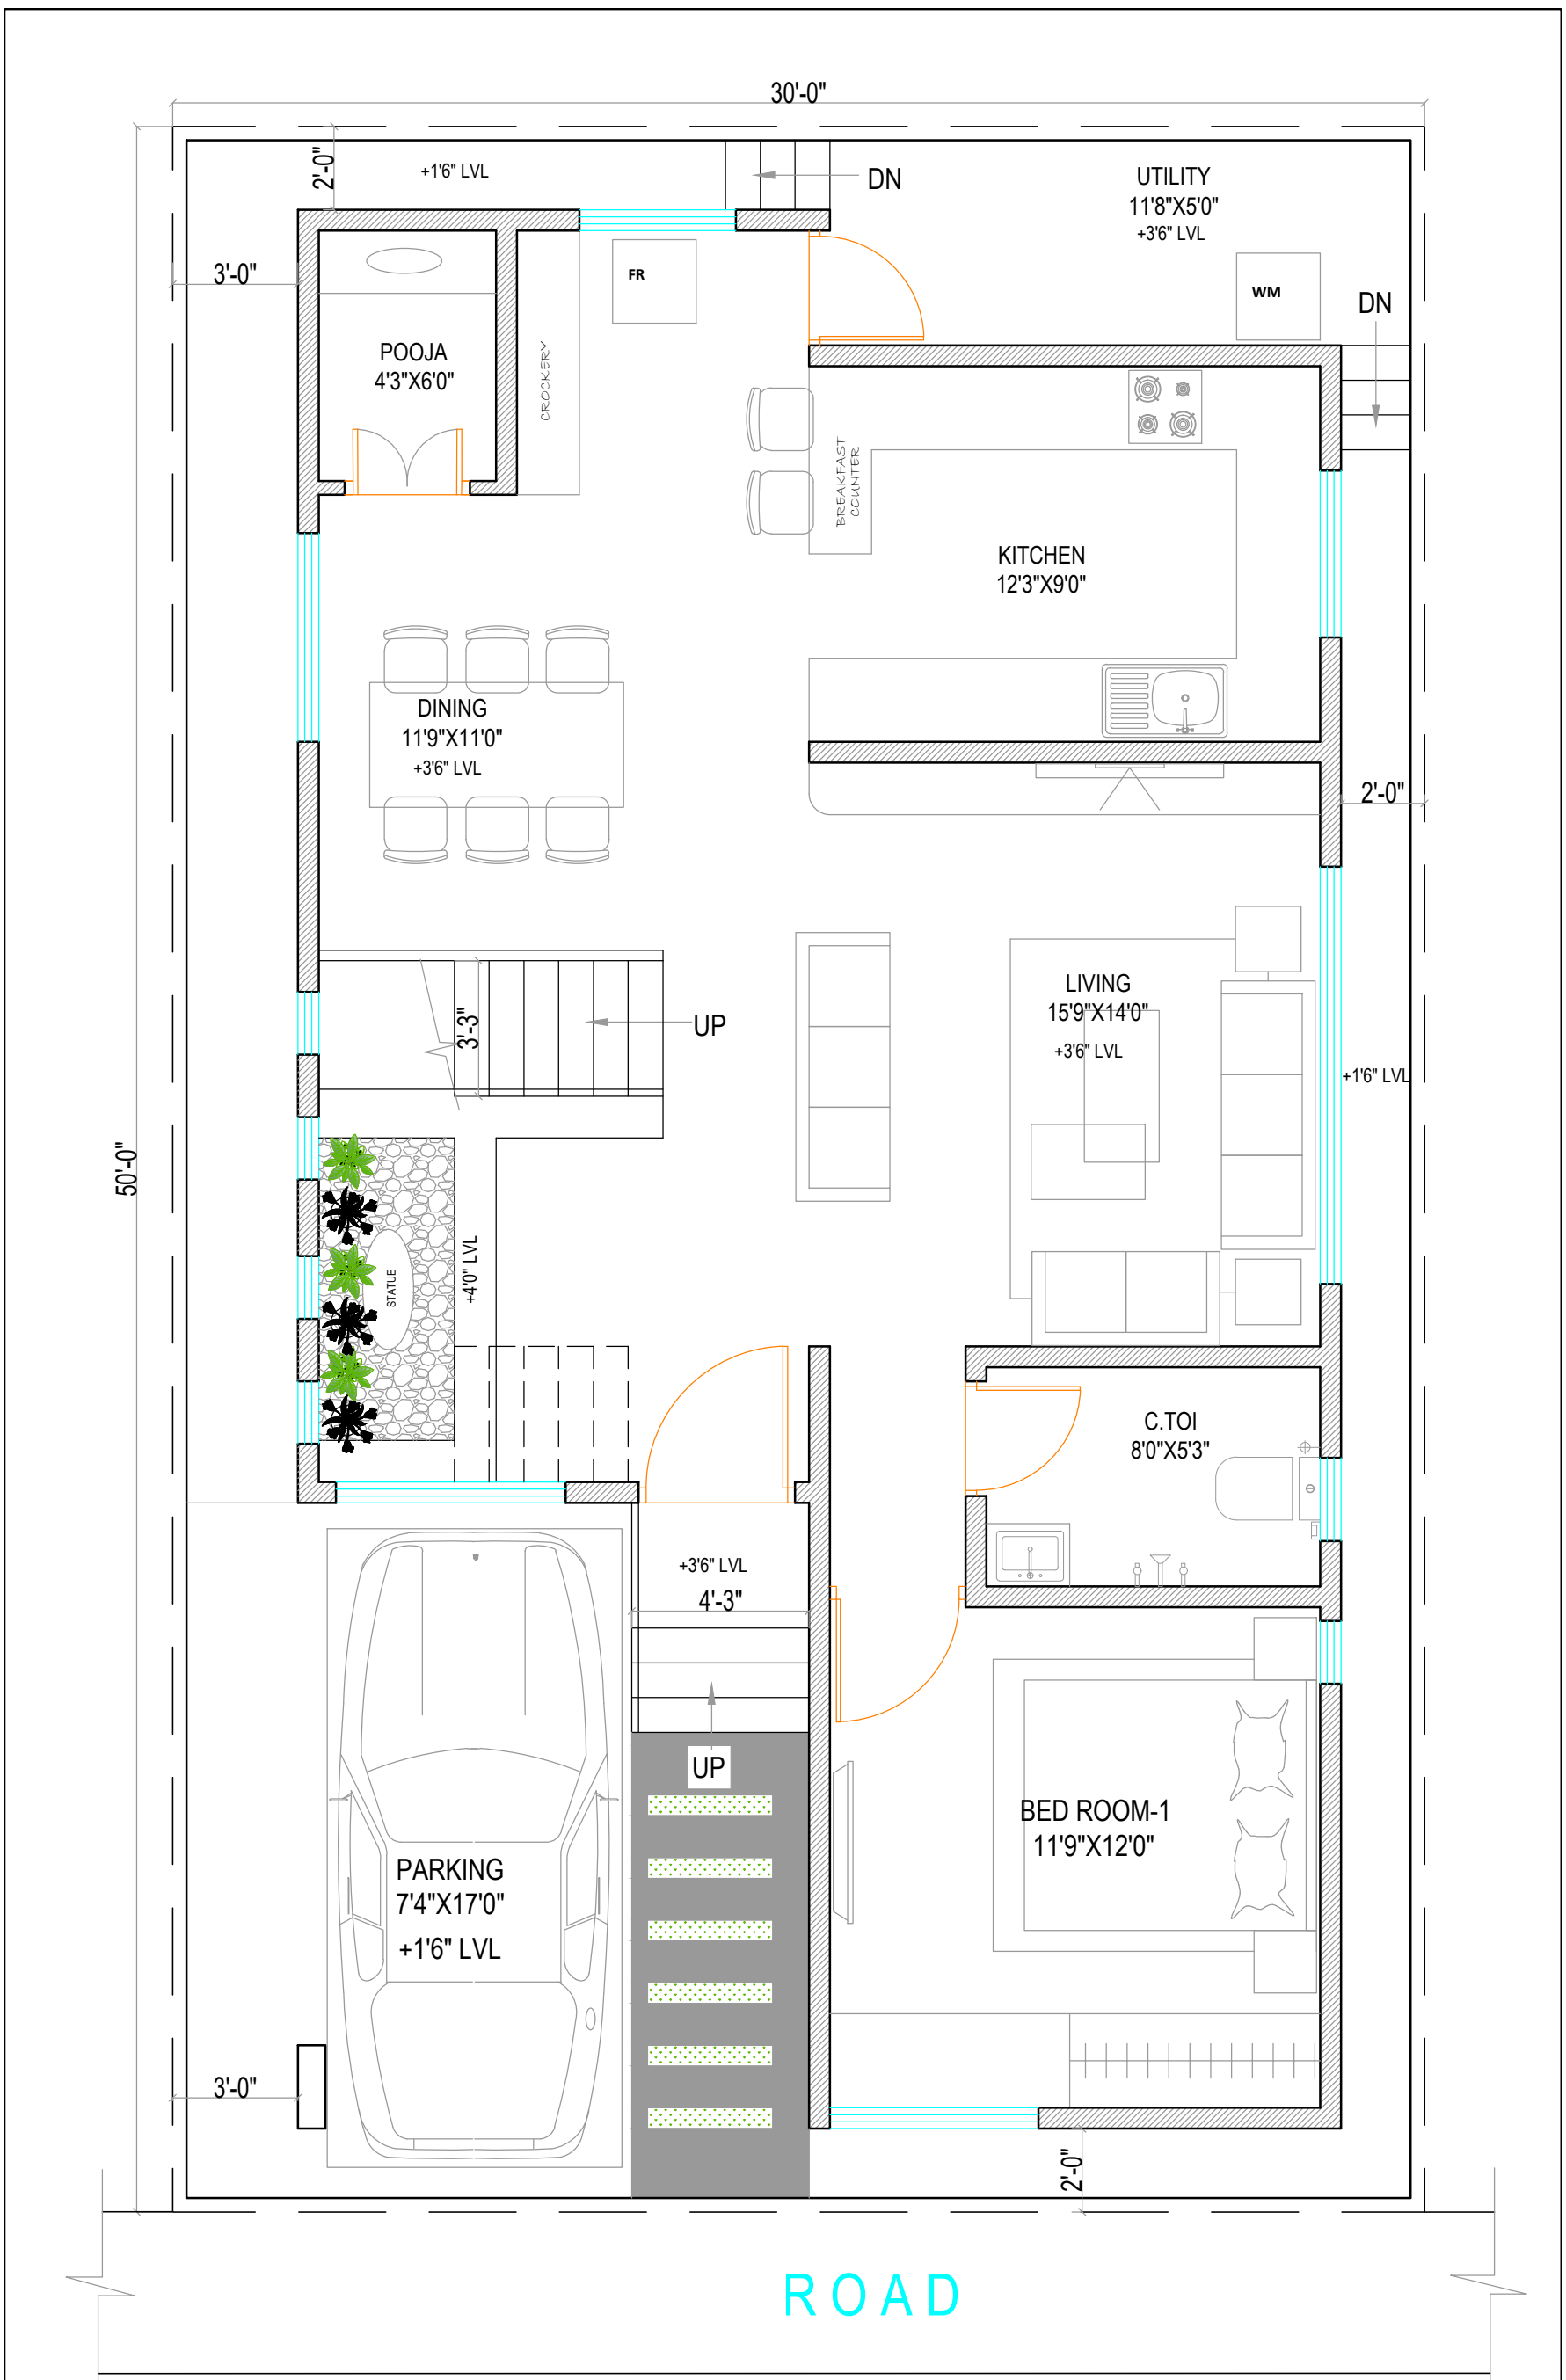 30'-0"
2'-0"
+1'6" LVL
DN
UTILITY
11'8"X5'0"
+3'6" LVL
3'-0"
FR
WM
DN
POOJA
4'3"X6'0"
CROCKERY
BREAKFAST
COUNTER
KITCHEN
12'3"X9'0"
DINING
11'9"X11'0"
+3'6" LVL
2'-0"
LIVING
15'9"X14'0"
+3'6" LVL
3'-3"
UP
+1'6" LVL
50'-0"
STATUE
+4'0" LVL
C.TOI
8'0"X5'3"
+3'6" LVL
4'-3"
UP
BED ROOM-1
11'9"X12'0"
PARKING
7'4"X17'0"
+1'6" LVL
3'-0"
2'-0"
ROAD